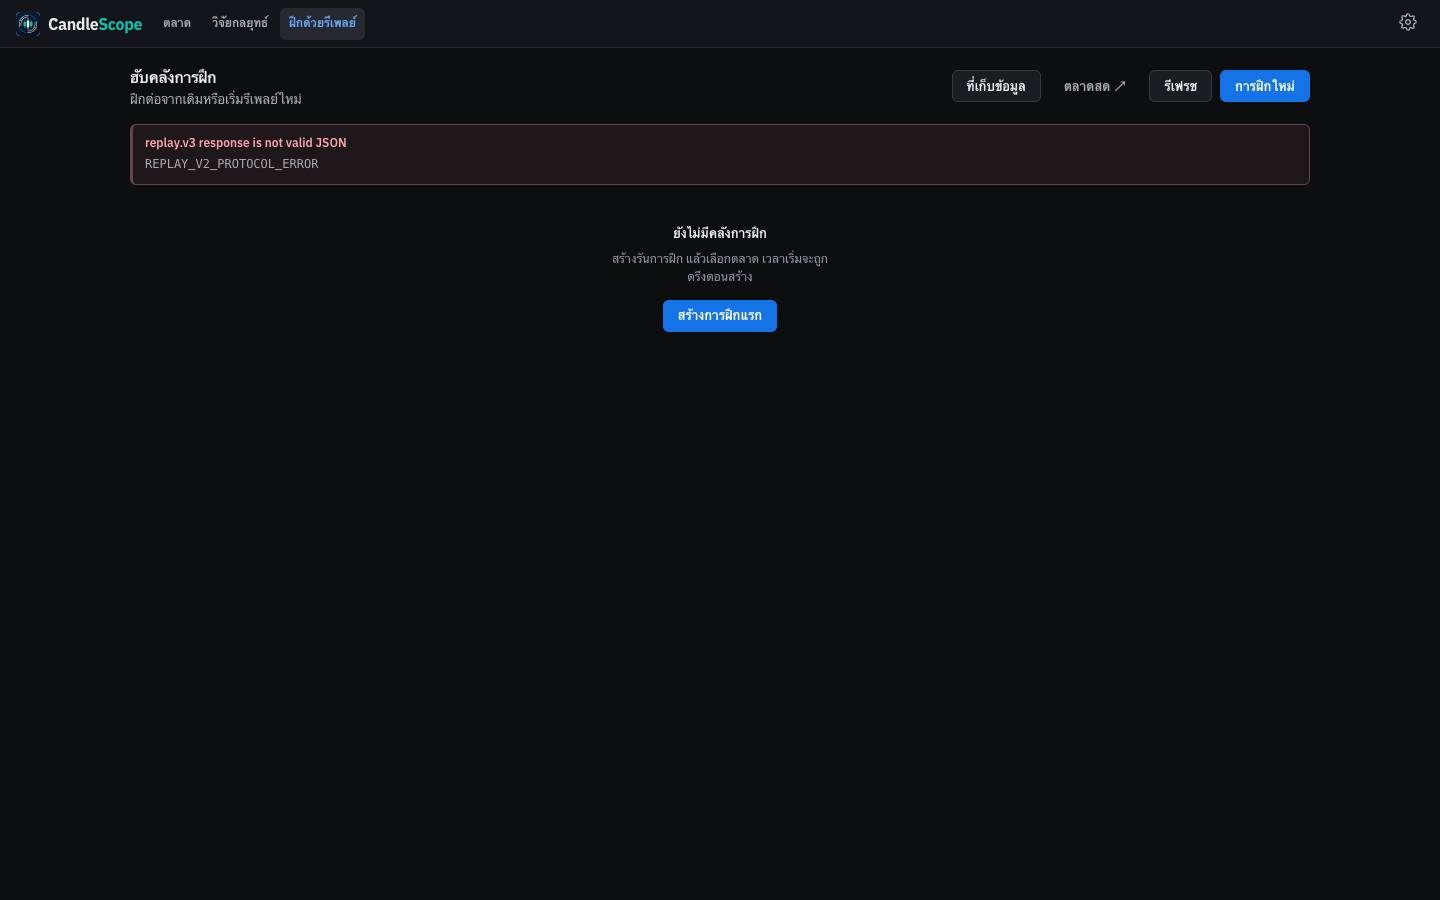 CandleScope
ตลาด
วิจัยกลยุทธ์
ฝึกด้วยรีเพลย์
ฮับคลังการฝึก
ฝึกต่อจากเดิมหรือเริ่มรีเพลย์ใหม่
ที่เก็บข้อมูล
ตลาดสด ↗
รีเฟรช
การฝึกใหม่
replay.v3 response is not valid JSON
REPLAY_V2_PROTOCOL_ERROR
ยังไม่มีคลังการฝึก
สร้างรันการฝึก แล้วเลือกตลาด เวลาเริ่มจะถูก
ตรึงตอนสร้าง
สร้างการฝึกแรก